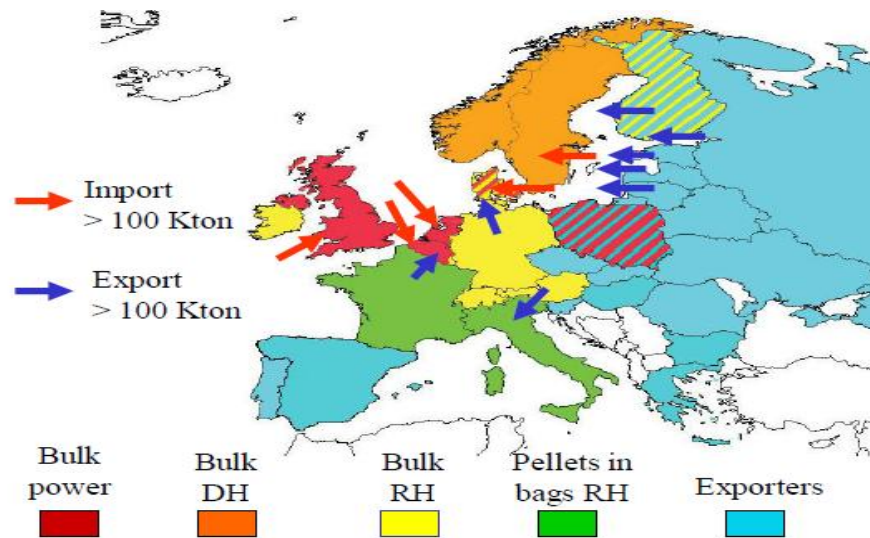 Import
> 100 Kton
Export
> 100 Kton
Bulk power
Bulk DH
Bulk RH
Pellets in bags RH
Exporters